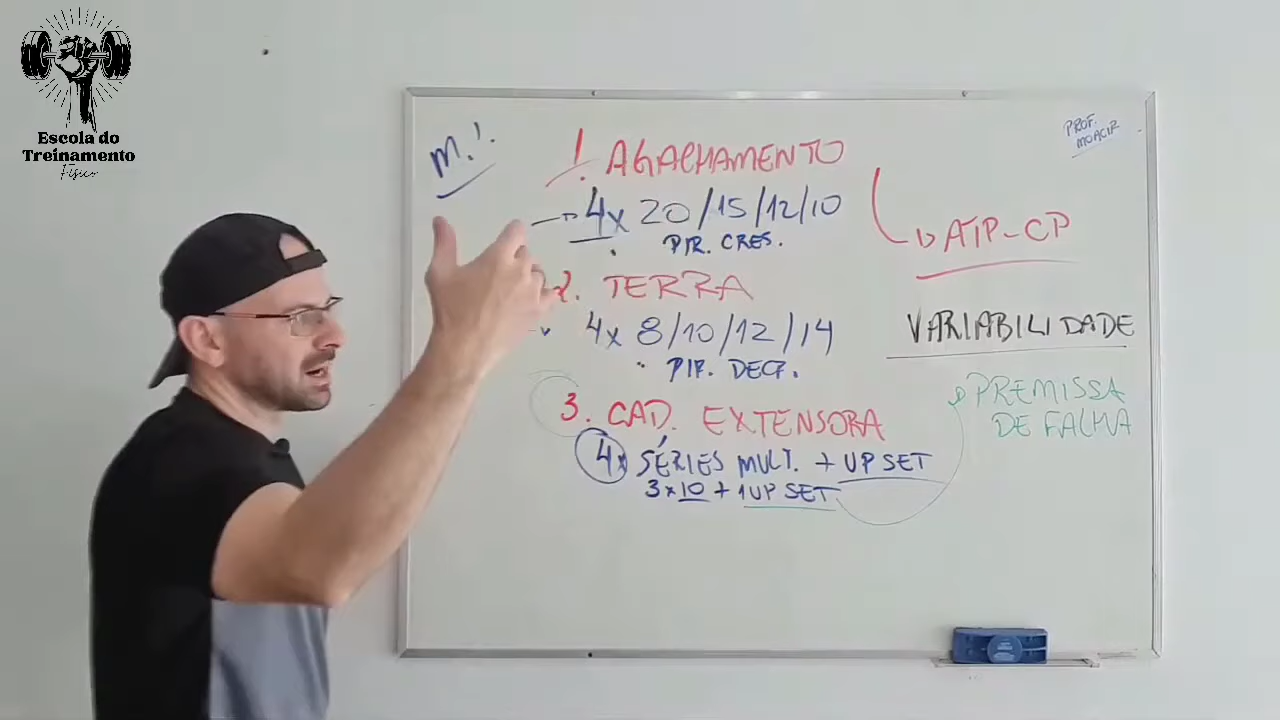 Escola do
Treinamento
Físico
PROF.
MOACIR
M.I.
1. AGACHAMENTO
4x 20/15/12/10
PIR. CRES.
ATP-CP
2. TERRA
4x 8/10/12/14
PIR. DECR.
VARIABILIDADE
PREMISSA
DE FALHA
3. CAD. EXTENSORA
4x SÉRIES MULT. + UP SET
3x10 + 1UP SET